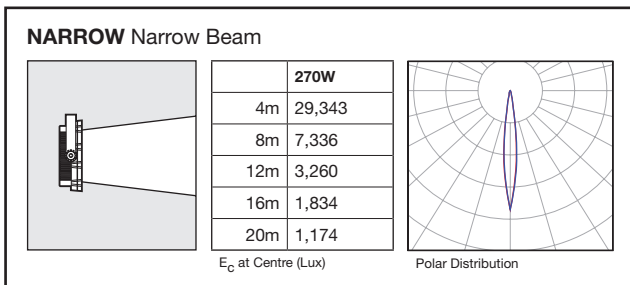 NARROW Narrow Beam
270W
4m 29,343
8m 7,336
12m 3,260
16m 1,834
20m 1,174
E_C at Centre (Lux)
Polar Distribution